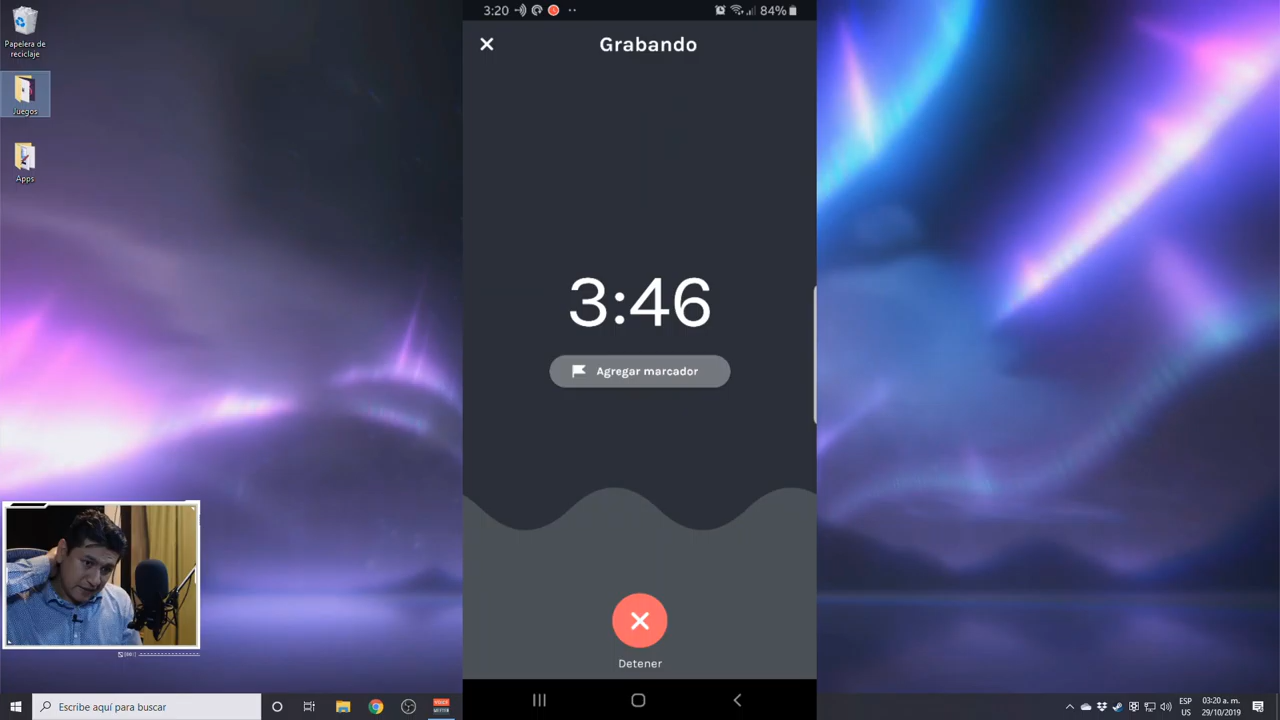 Papelera de
reciclaje
Juegos
Apps
3:20
84%
Grabando
3:46
Agregar marcador
Detener
Escribe aquí para buscar
ESP
US
03:20 a. m.
29/10/2019